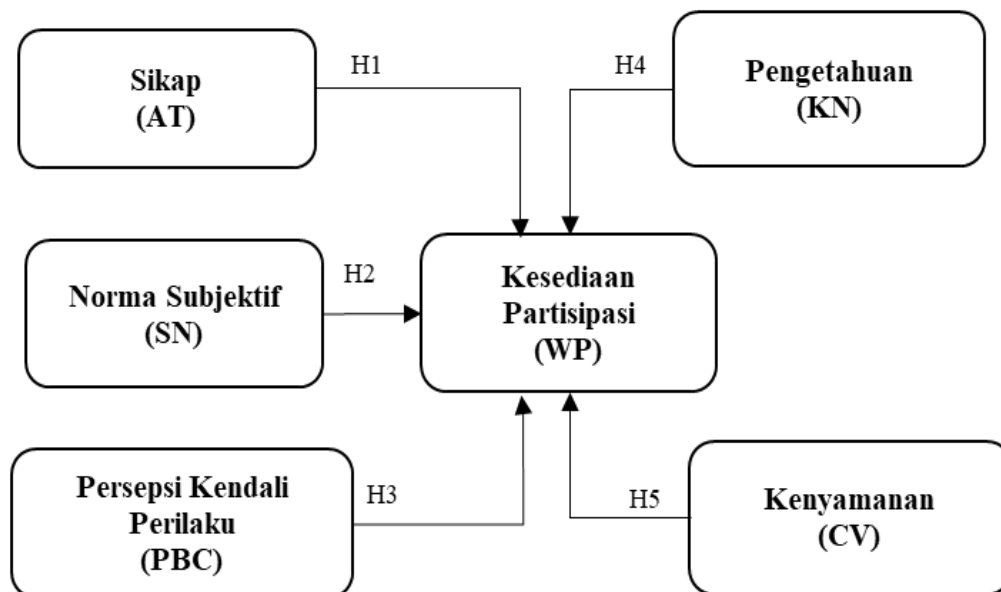 Sikap
(AT)
H1
H4
Pengetahuan
(KN)
Norma Subjektif
(SN)
H2
Kesediaan
Partisipasi
(WP)
Persepsi Kendali
Perilaku
(PBC)
H3
H5
Kenyamanan
(CV)